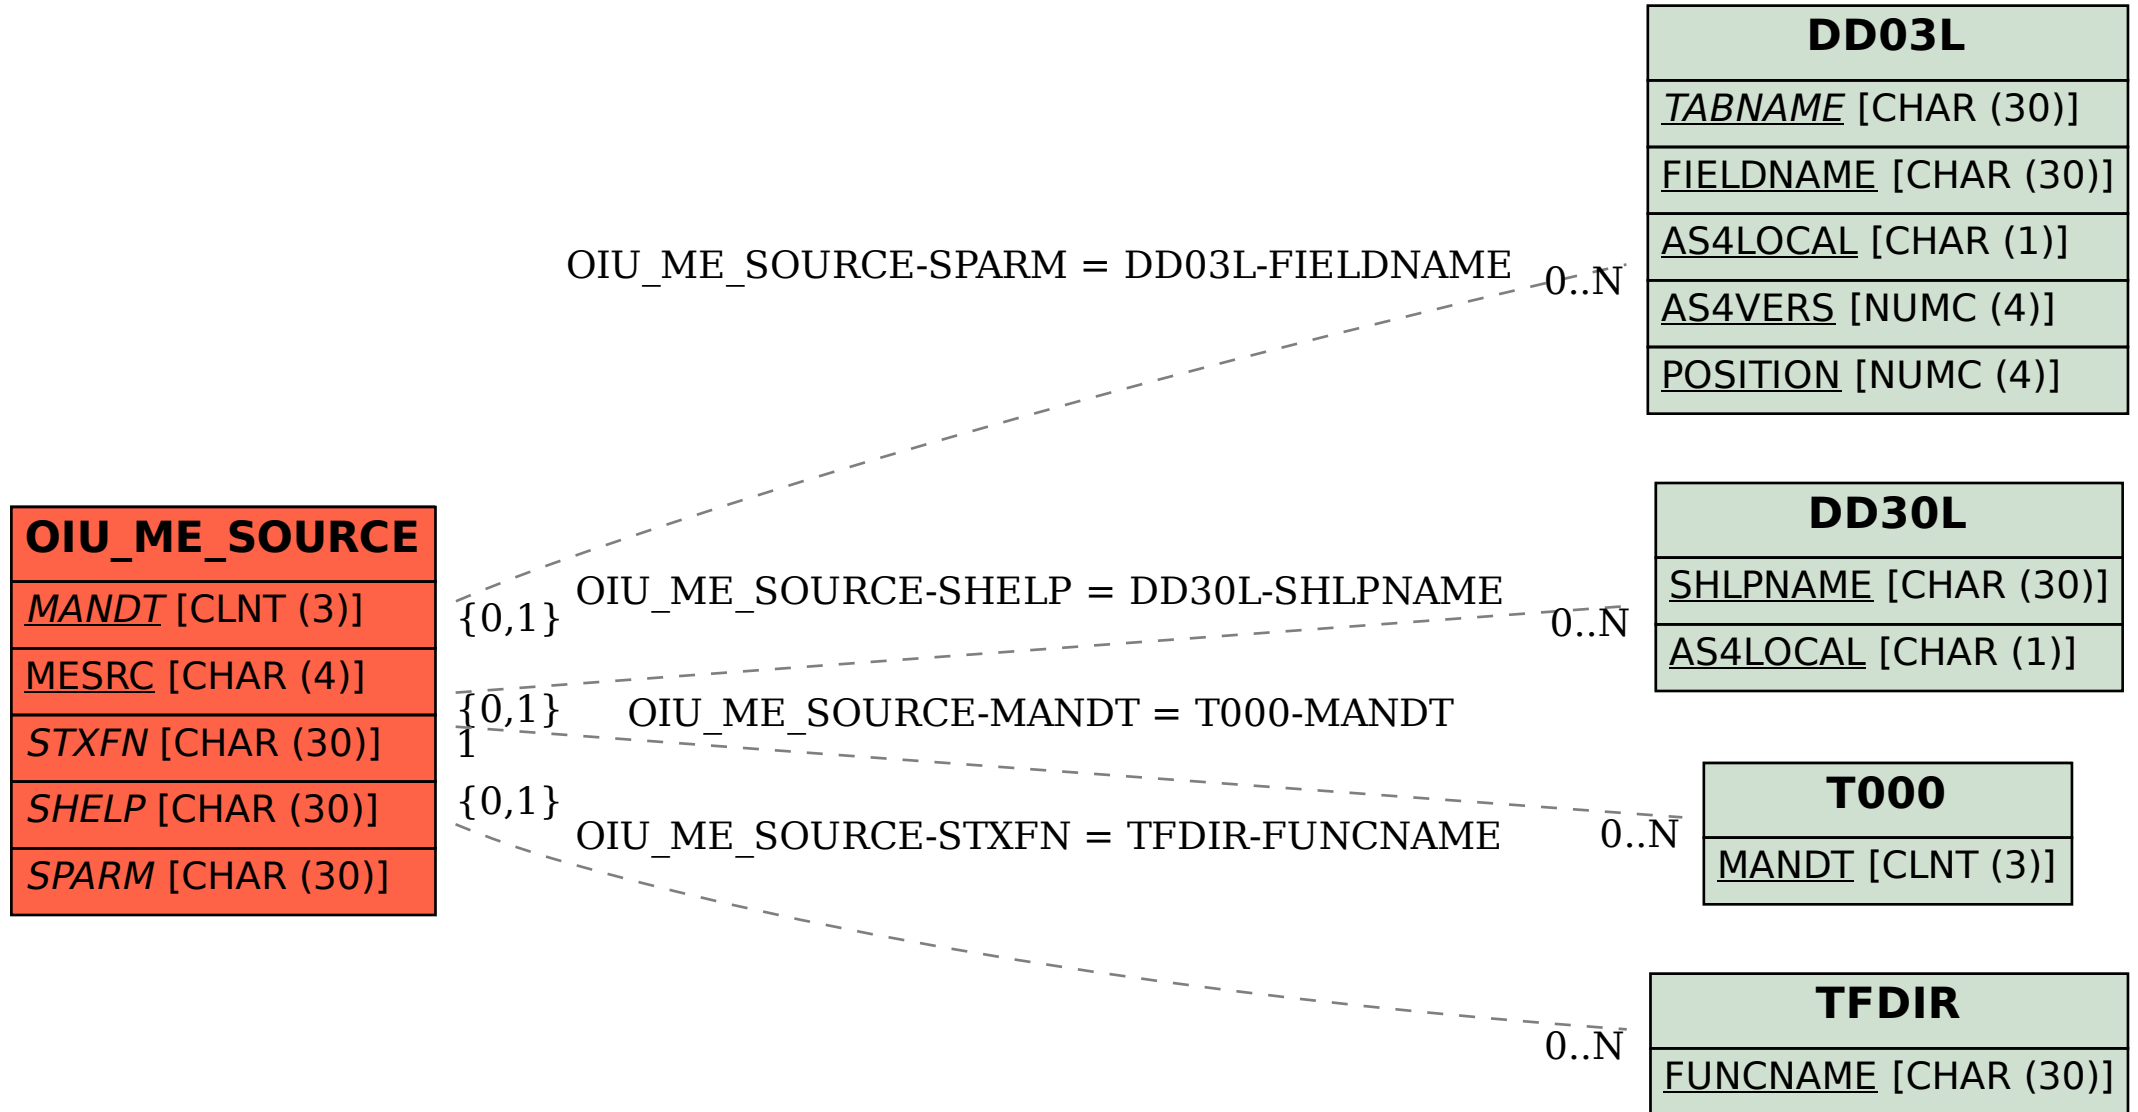 DD03L
TABNAME [CHAR (30)]
FIELDNAME [CHAR (30)]
AS4LOCAL [CHAR (1)]
AS4VERS [NUMC (4)]
POSITION [NUMC (4)]
OIU_ME_SOURCE-SPARM = DD03L-FIELDNAME
0..N
OIU_ME_SOURCE
MANDT [CLNT (3)]
MESRC [CHAR (4)]
STXFN [CHAR (30)]
SHELP [CHAR (30)]
SPARM [CHAR (30)]
{0,1}
OIU_ME_SOURCE-SHELP = DD30L-SHLPNAME
0..N
{0,1}
OIU_ME_SOURCE-MANDT = T000-MANDT
1
0..N
{0,1}
OIU_ME_SOURCE-STXFN = TFDIR-FUNCNAME
0..N
DD30L
SHLPNAME [CHAR (30)]
AS4LOCAL [CHAR (1)]
T000
MANDT [CLNT (3)]
TFDIR
FUNCNAME [CHAR (30)]